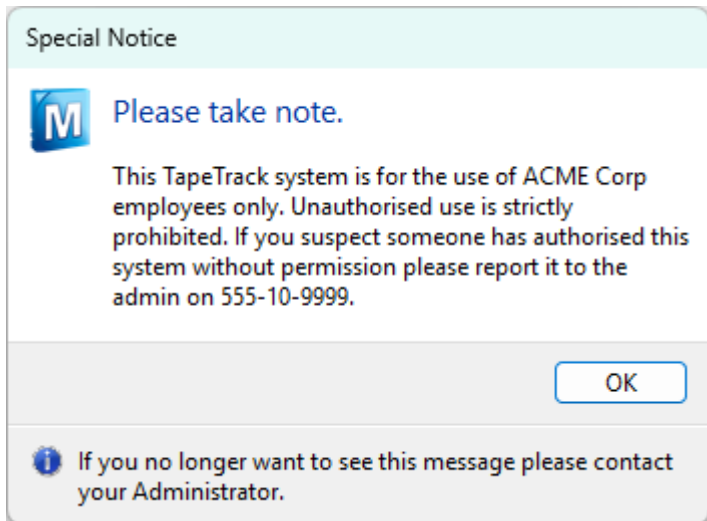 Special Notice
M
Please take note.
This TapeTrack system is for the use of ACME Corp
employees only. Unauthorised use is strictly
prohibited. If you suspect someone has authorised this
system without permission please report it to the
admin on 555-10-9999.
OK
If you no longer want to see this message please contact
your Administrator.